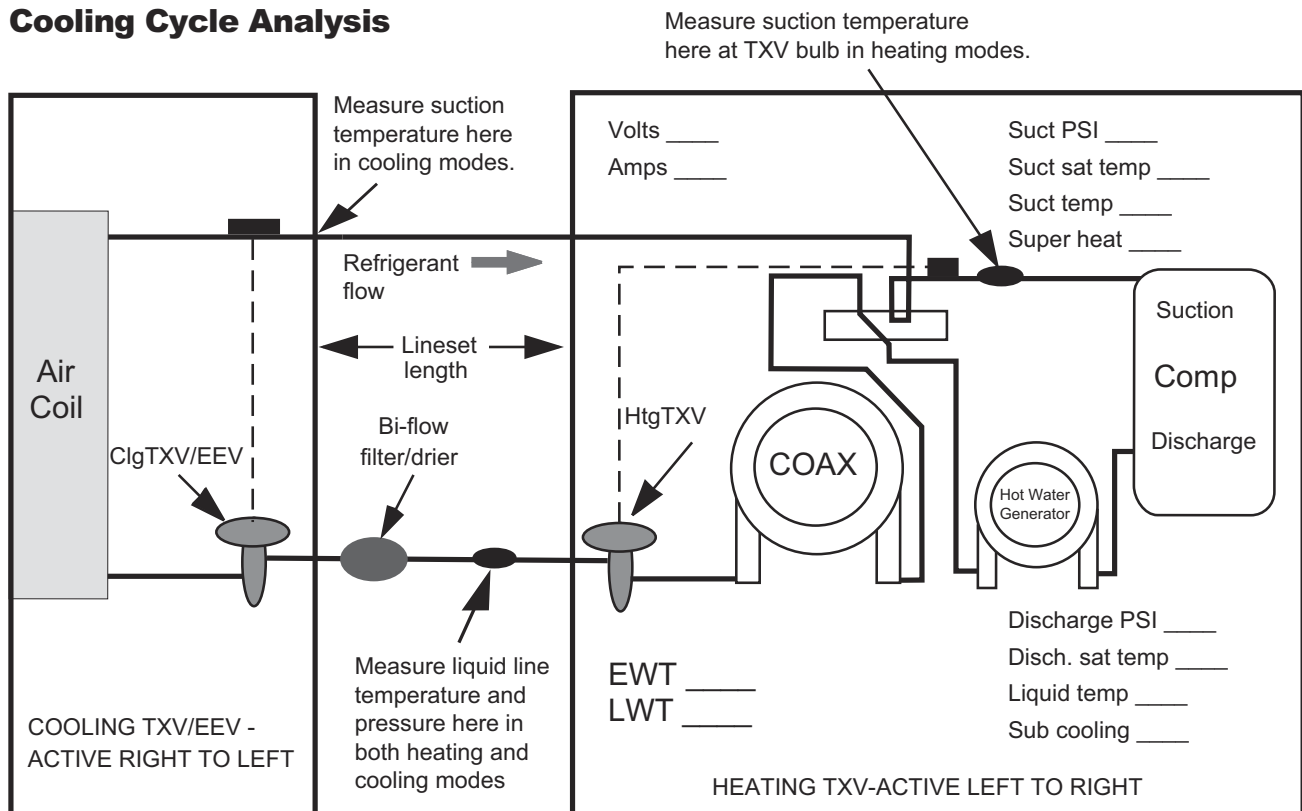 Cooling Cycle Analysis
Measure suction temperature
here at TXV bulb in heating modes.
Measure suction
temperature here
in cooling modes.
Volts ____
Amps ____
Suct PSI ____
Suct sat temp ____
Suct temp ____
Super heat ____
Refrigerant
flow
Lineset
length
Air
Coil
ClgTXV/EEV
Bi-flow
filter/drier
HtgTXV
COAX
Hot Water
Generator
Suction
Comp
Discharge
Measure liquid line
temperature and
pressure here in
both heating and
cooling modes
EWT ____
LWT ____
Discharge PSI ____
Disch. sat temp ____
Liquid temp ____
Sub cooling ____
COOLING TXV/EEV -
ACTIVE RIGHT TO LEFT
HEATING TXV-ACTIVE LEFT TO RIGHT